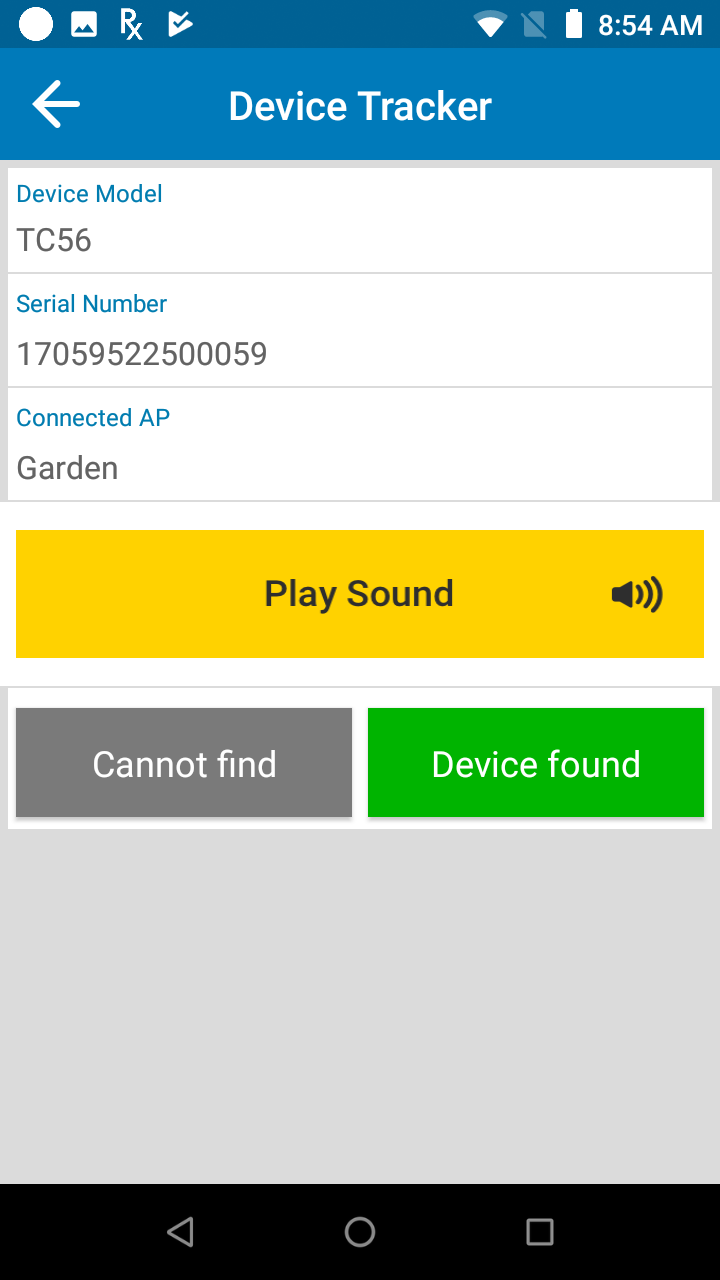 8:54 AM
Device Tracker
Device Model
TC56
Serial Number
17059522500059
Connected AP
Garden
Play Sound
Cannot find
Device found